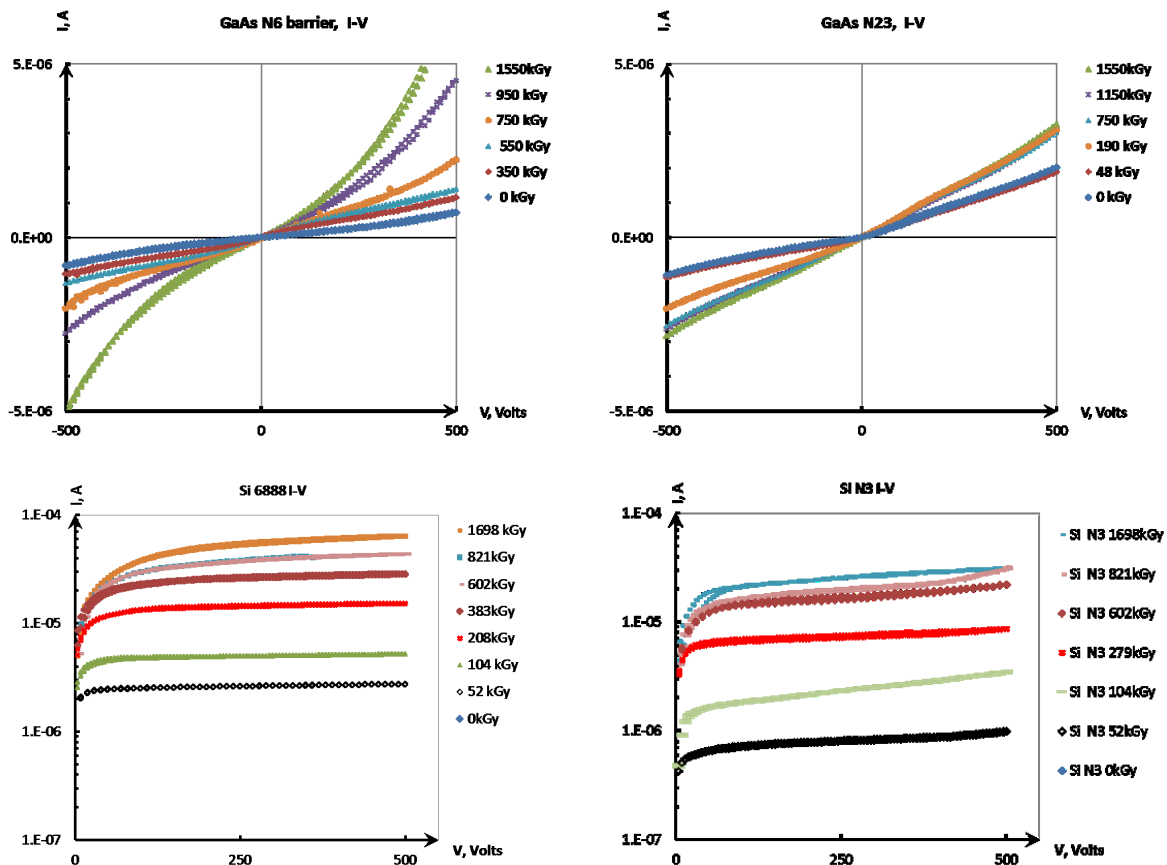 GaAs N6 barrier, I-V
I, A
5.E-06
0.E+00
-5.E-06
-500
0
500
V, Volts
1550kGy
950 kGy
750 kGy
550 kGy
350 kGy
0 kGy
GaAs N23, I-V
I, A
5.E-06
0.E+00
-5.E-06
-500
0
500
V, Volts
1550kGy
1150kGy
750 kGy
190 kGy
48 kGy
0 kGy
Si 6888 I-V
I, A
1.E-04
1.E-05
1.E-06
1.E-07
0
250
500
V, Volts
1698 kGy
821kGy
602kGy
383kGy
208kGy
104 kGy
52 kGy
0kGy
Si N3 I-V
I, A
1.E-04
1.E-05
1.E-06
1.E-07
0
250
500
V, Volts
Si N3 1698kGy
Si N3 821kGy
Si N3 602kGy
Si N3 279kGy
Si N3 104kGy
Si N3 52kGy
Si N3 0kGy